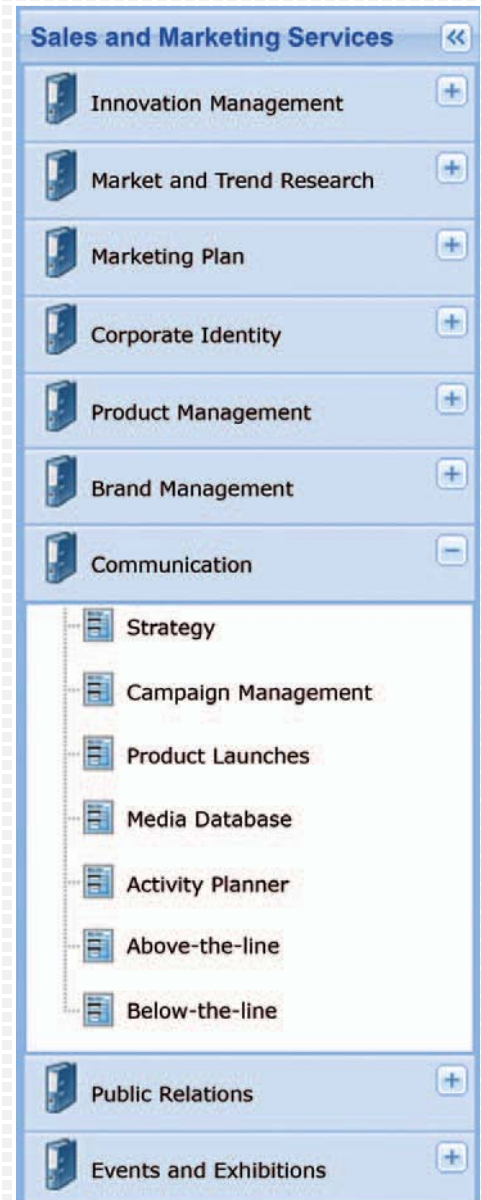 Sales and Marketing Services
Innovation Management
Market and Trend Research
Marketing Plan
Corporate Identity
Product Management
Brand Management
Communication
Strategy
Campaign Management
Product Launches
Media Database
Activity Planner
Above-the-line
Below-the-line
Public Relations
Events and Exhibitions